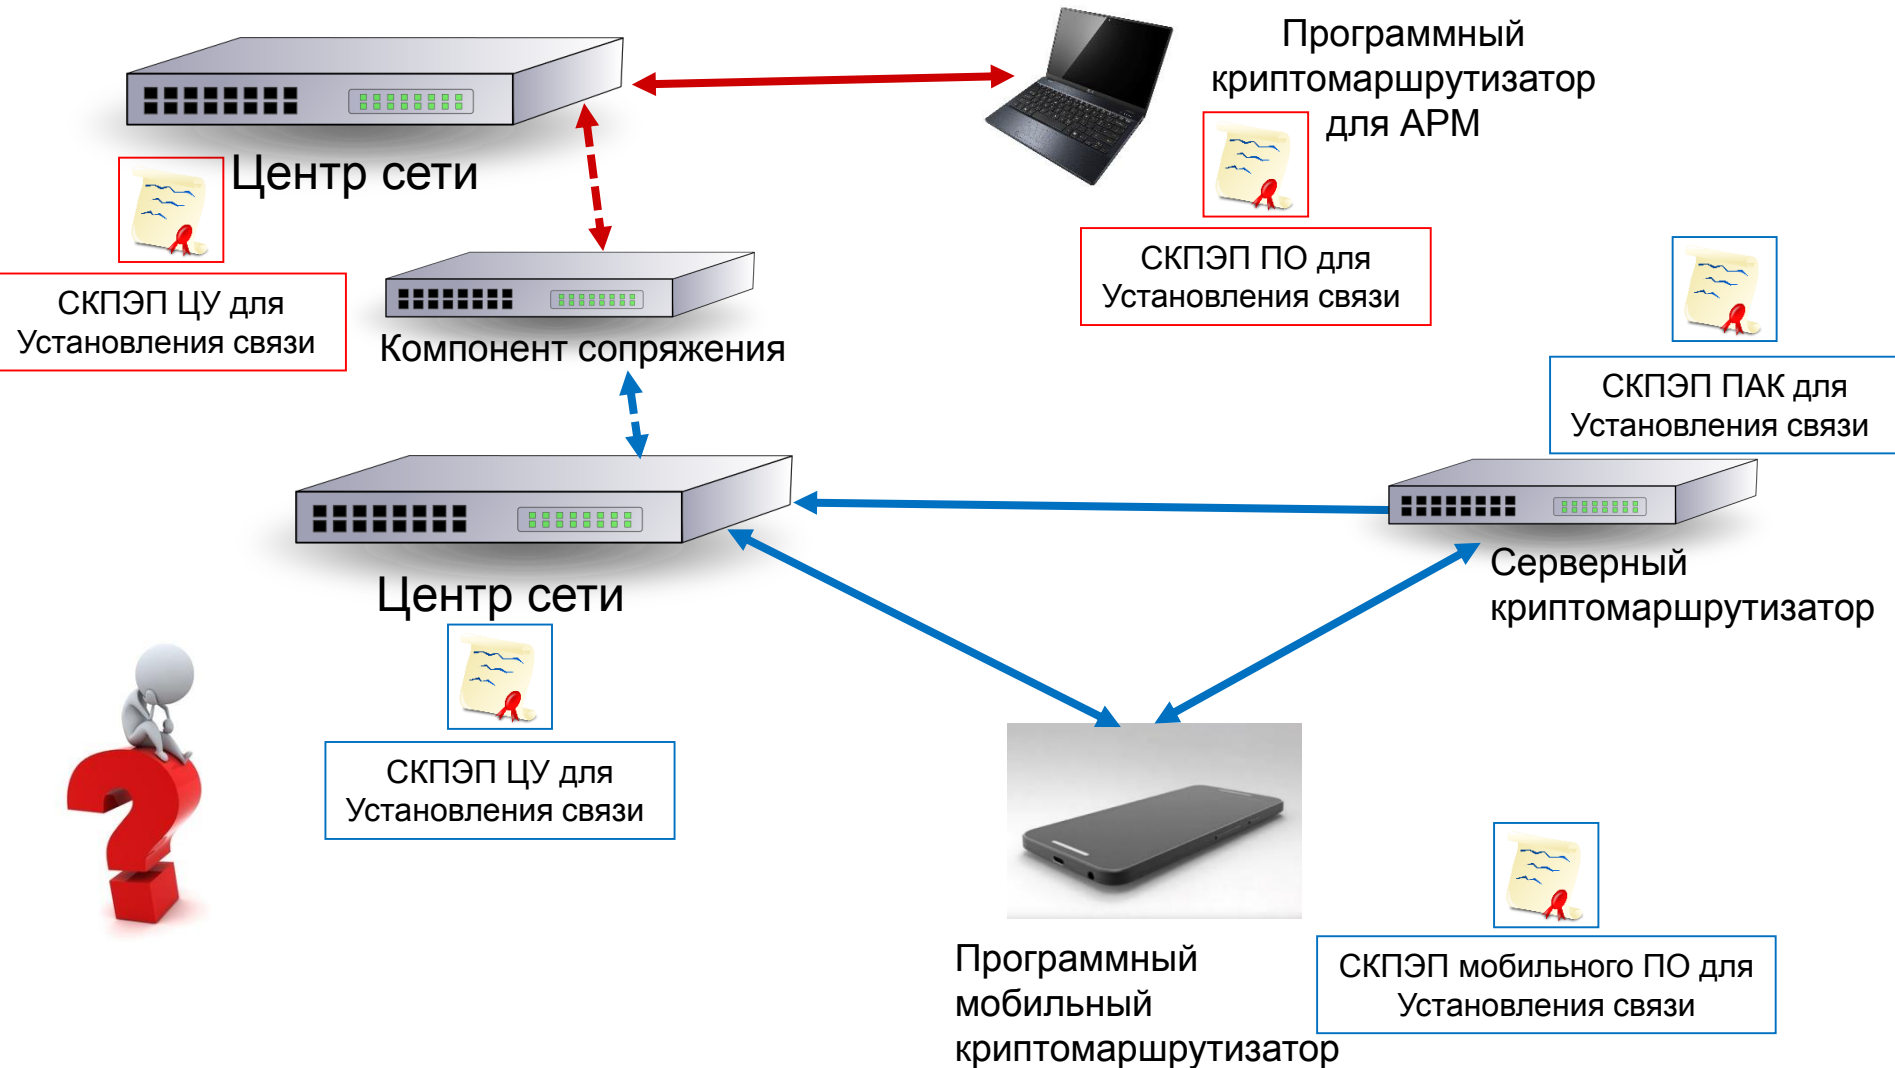 Программный
криптомаршрутизатор
для АРМ
Центр сети
СКПЭП ЦУ для
Установления связи
СКПЭП ПО для
Установления связи
Компонент сопряжения
СКПЭП ПАК для
Установления связи
Серверный
криптомаршрутизатор
Центр сети
СКПЭП ЦУ для
Установления связи
Программный
мобильный
криптомаршрутизатор
СКПЭП мобильного ПО для
Установления связи